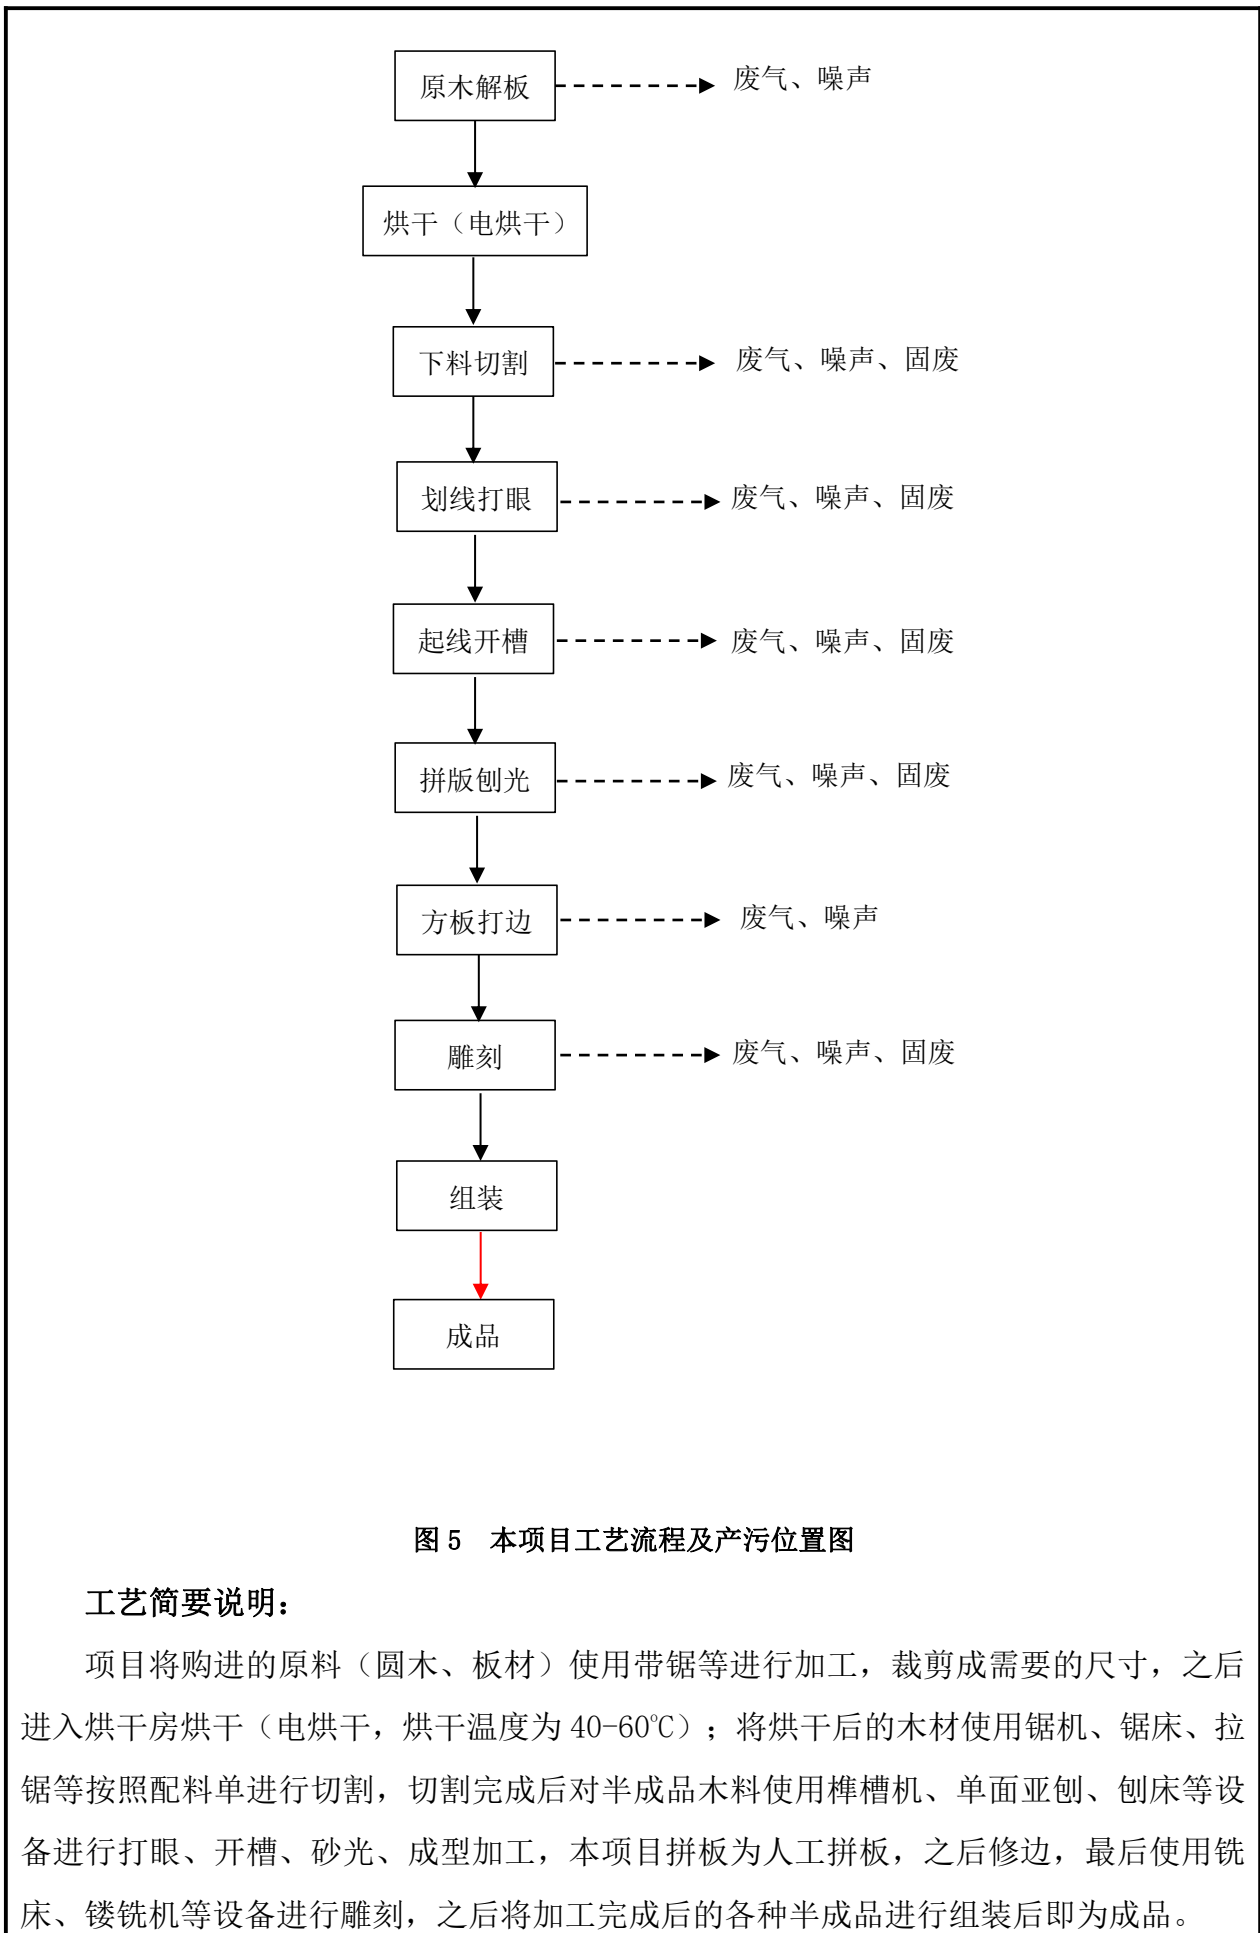 原木解板
废气、噪声
烘干（电烘干）
下料切割
废气、噪声、固废
划线打眼
废气、噪声、固废
起线开槽
废气、噪声、固废
拼版刨光
废气、噪声、固废
方板打边
废气、噪声
雕刻
废气、噪声、固废
组装
成品
图 5 本项目工艺流程及产污位置图
工艺简要说明：
项目将购进的原料（圆木、板材）使用带锯等进行加工，裁剪成需要的尺寸，之后
进入烘干房烘干（电烘干，烘干温度为 40-60℃）；将烘干后的木材使用锯机、锯床、拉
锯等按照配料单进行切割，切割完成后对半成品木料使用榫槽机、单面亚刨、刨床等设
备进行打眼、开槽、砂光、成型加工，本项目拼板为人工拼板，之后修边，最后使用铣
床、镂铣机等设备进行雕刻，之后将加工完成后的各种半成品进行组装后即为成品。